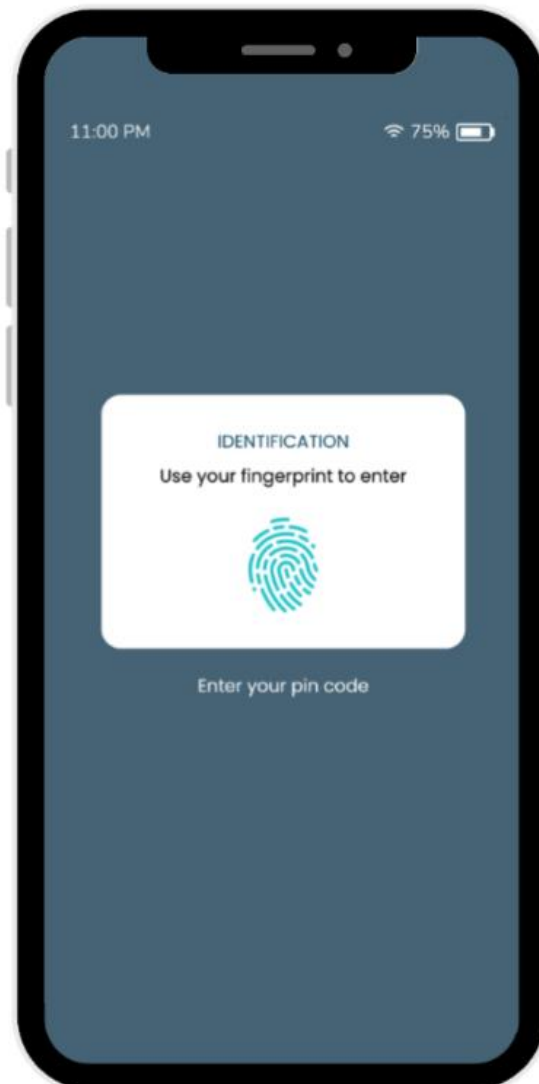 11:00 PM 75%
IDENTIFICATION
Use your fingerprint to enter
Enter your pin code